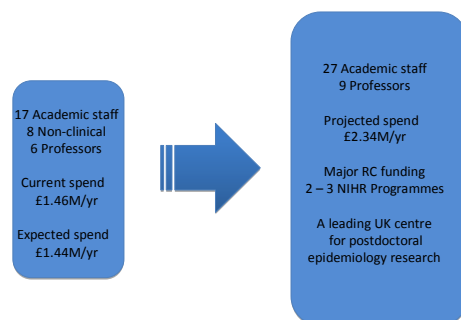 17 Academic staff
8 Non-clinical
6 Professors
Current spend
£1.46M/yr
Expected spend
£1.44M/yr
27 Academic staff
9 Professors
Projected spend
£2.34M/yr
Major RC funding
2 – 3 NIHR Programmes
A leading UK centre
for postdoctoral
epidemiology research